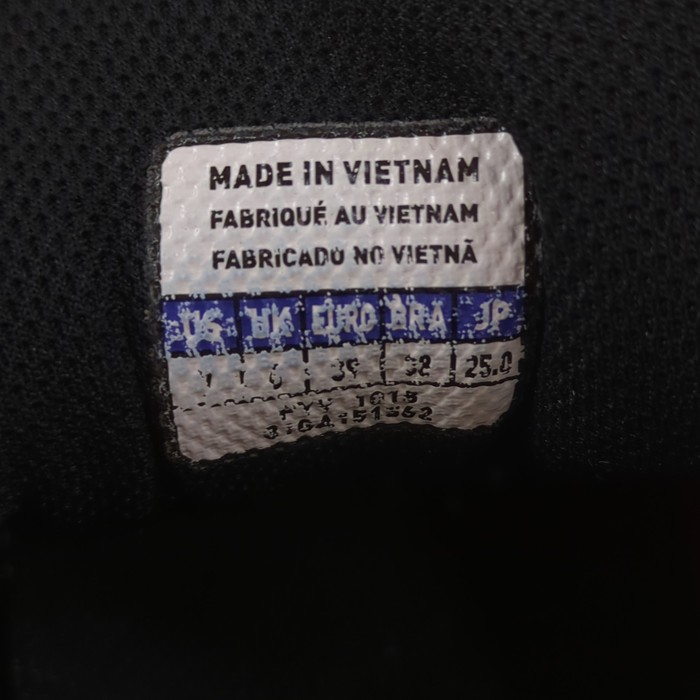 MADE IN VIETNAM
FABRIQUÉ AU VIETNAM
FABRICADO NO VIETNÃ
US UK EURO BRA JP
7 6 39 38 25.0